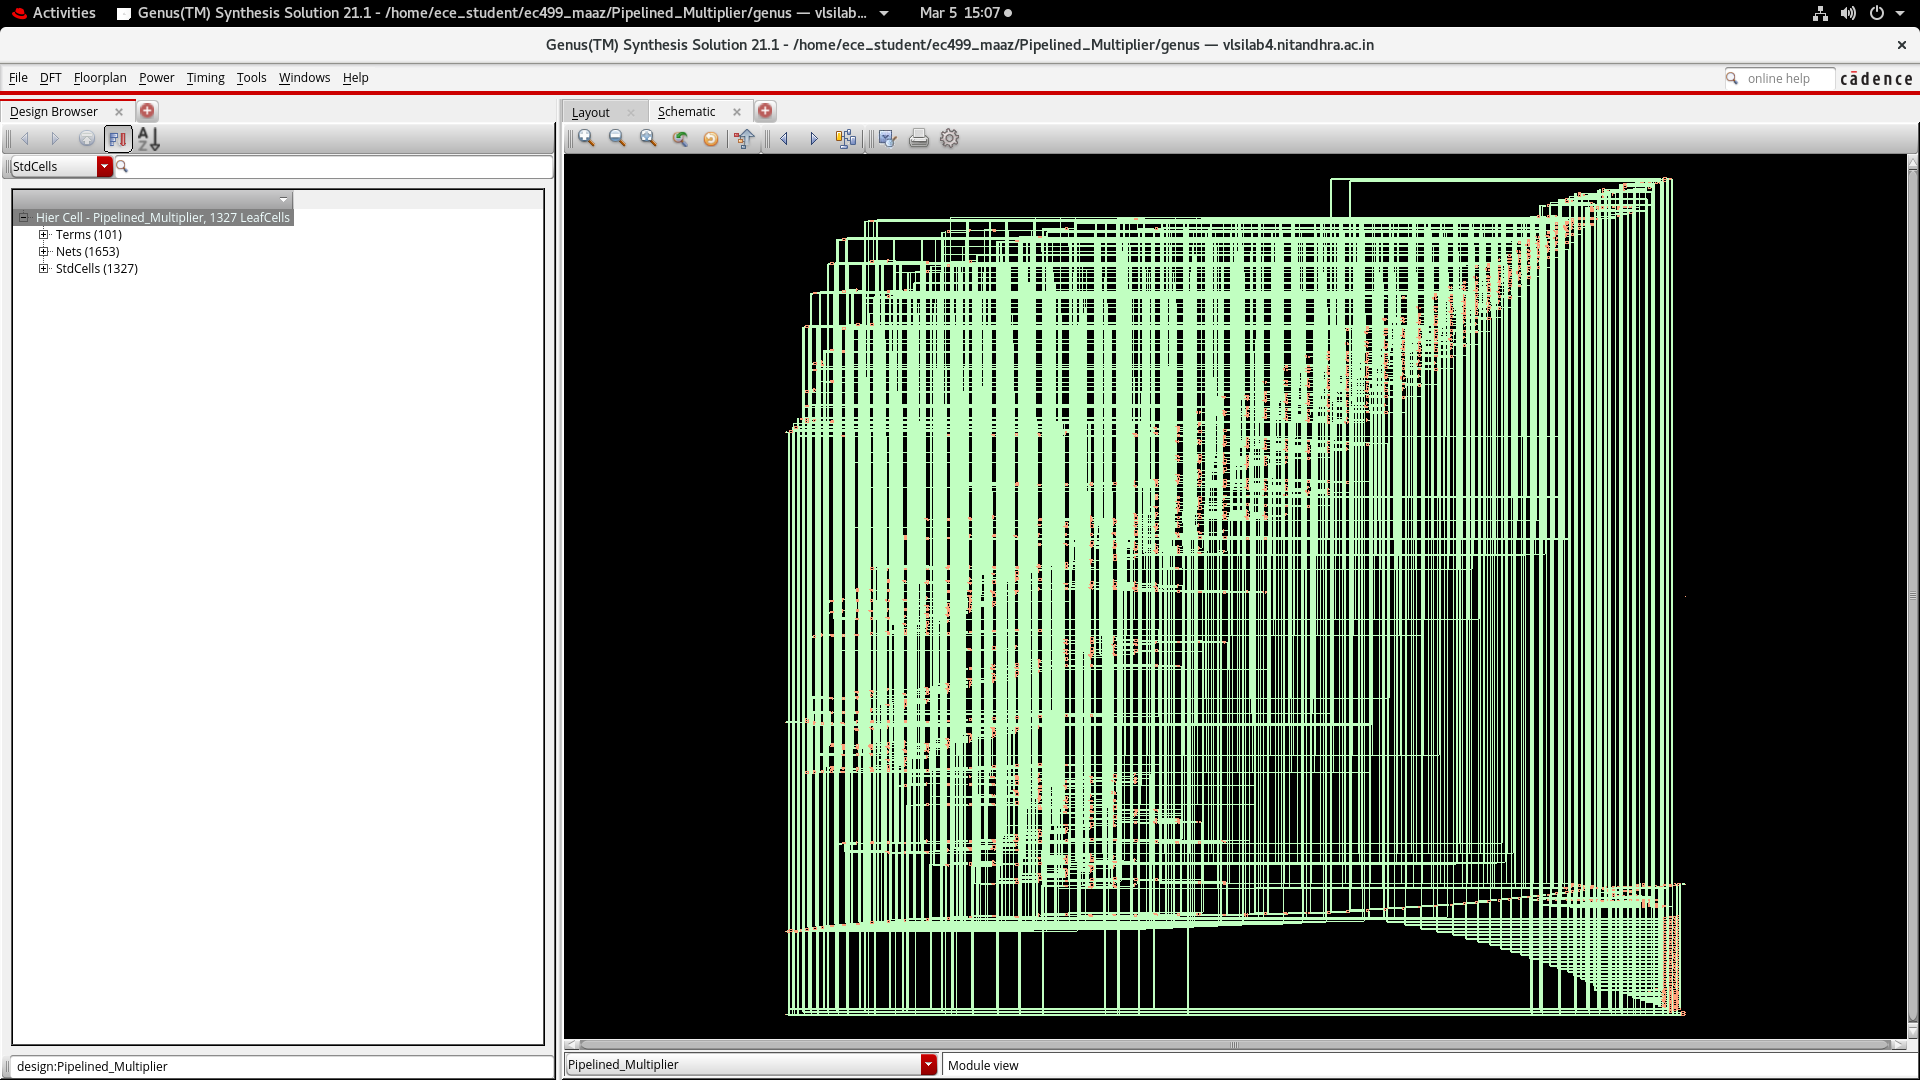 Activities
Genus(TM) Synthesis Solution 21.1 - /home/ece_student/ec499_maaz/Pipelined_Multiplier/genus — vlsilab...
Mar 5 15:07
Genus(TM) Synthesis Solution 21.1 - /home/ece_student/ec499_maaz/Pipelined_Multiplier/genus — vlsilab4.nitandhra.ac.in
File DFT Floorplan Power Timing Tools Windows Help
online help
cādence
Design Browser
Layout
Schematic
StdCells
Hier Cell - Pipelined_Multiplier, 1327 LeafCells
Terms (101)
Nets (1653)
StdCells (1327)
design:Pipelined_Multiplier
Pipelined_Multiplier
Module view